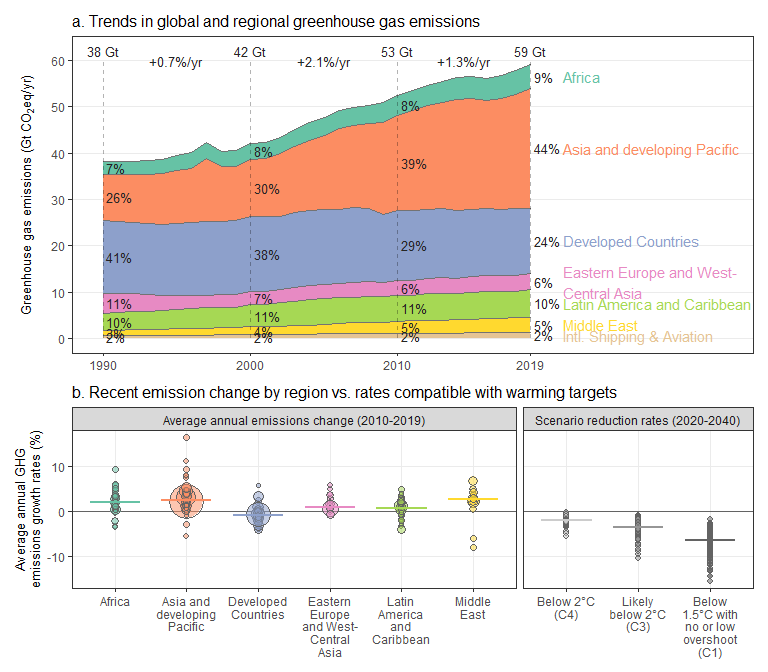 a. Trends in global and regional greenhouse gas emissions
38 Gt
42 Gt
53 Gt
59 Gt
+0.7%/yr
+2.1%/yr
+1.3%/yr
Greenhouse gas emissions (Gt CO₂eq/yr)
60
50
40
30
20
10
0
7%
26%
41%
11%
10%
3%
2%
8%
30%
38%
7%
11%
4%
2%
8%
39%
29%
6%
11%
5%
2%
9% Africa
44% Asia and developing Pacific
24% Developed Countries
6% Eastern Europe and West-
Central Asia
10% Latin America and Caribbean
5% Middle East
2% Intl. Shipping & Aviation
1990
2000
2010
2019
b. Recent emission change by region vs. rates compatible with warming targets
Average annual emissions change (2010-2019)
Scenario reduction rates (2020-2040)
Average annual GHG
emissions growth rates (%)
10
0
-10
Africa
Asia and
developing
Pacific
Developed
Countries
Eastern
Europe
and West-
Central
Asia
Latin
America
and
Caribbean
Middle
East
Below 2°C
(C4)
Likely
below 2°C
(C3)
Below
1.5°C with
no or low
overshoot
(C1)